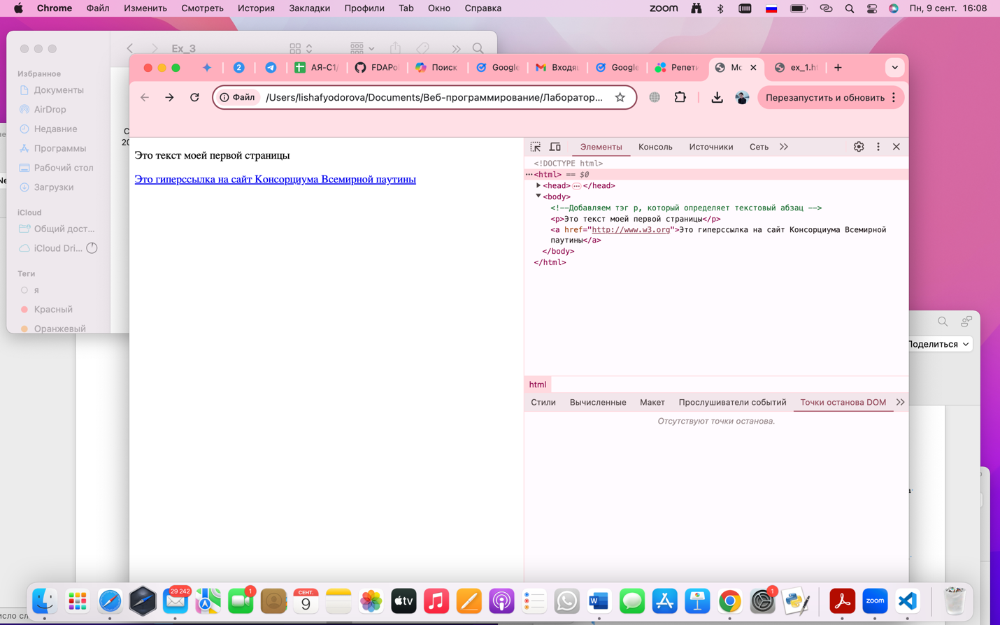 Chrome Файл Изменить Смотреть История Закладки Профили Tab Окно Справка zoom Пн, 9 сент. 16:08
Ex_3
Избранное
Документы
AirDrop
Недавние
Программы
Рабочий стол
Загрузки
iCloud
Общий дост...
iCloud Dri...
Теги
я
Красный
Оранжевый
2 АЯ-С1/ FDAPo Поиск Google Входящ Google Репети Мо ex_1.h
Файл /Users/lishafyodorova/Documents/Веб-программирование/Лаборатор... Перезапустить и обновить
Это текст моей первой страницы
Это гиперссылка на сайт Консорциума Всемирной паутины
Элементы Консоль Источники Сеть
<!DOCTYPE html>
<html> == $0
<head> ... </head>
<body>
<!--Добавляем тэг p, который определяет текстовый абзац -->
<p>Это текст моей первой страницы</p>
<a href="http://www.w3.org">Это гиперссылка на сайт Консорциума Всемирной
паутины</a>
</body>
</html>
html
Стили Вычисленные Макет Прослушиватели событий Точки останова DOM
Отсутствуют точки останова.
Поделиться
29 242 1 СЕНТ. 9 tv W 1 zoom